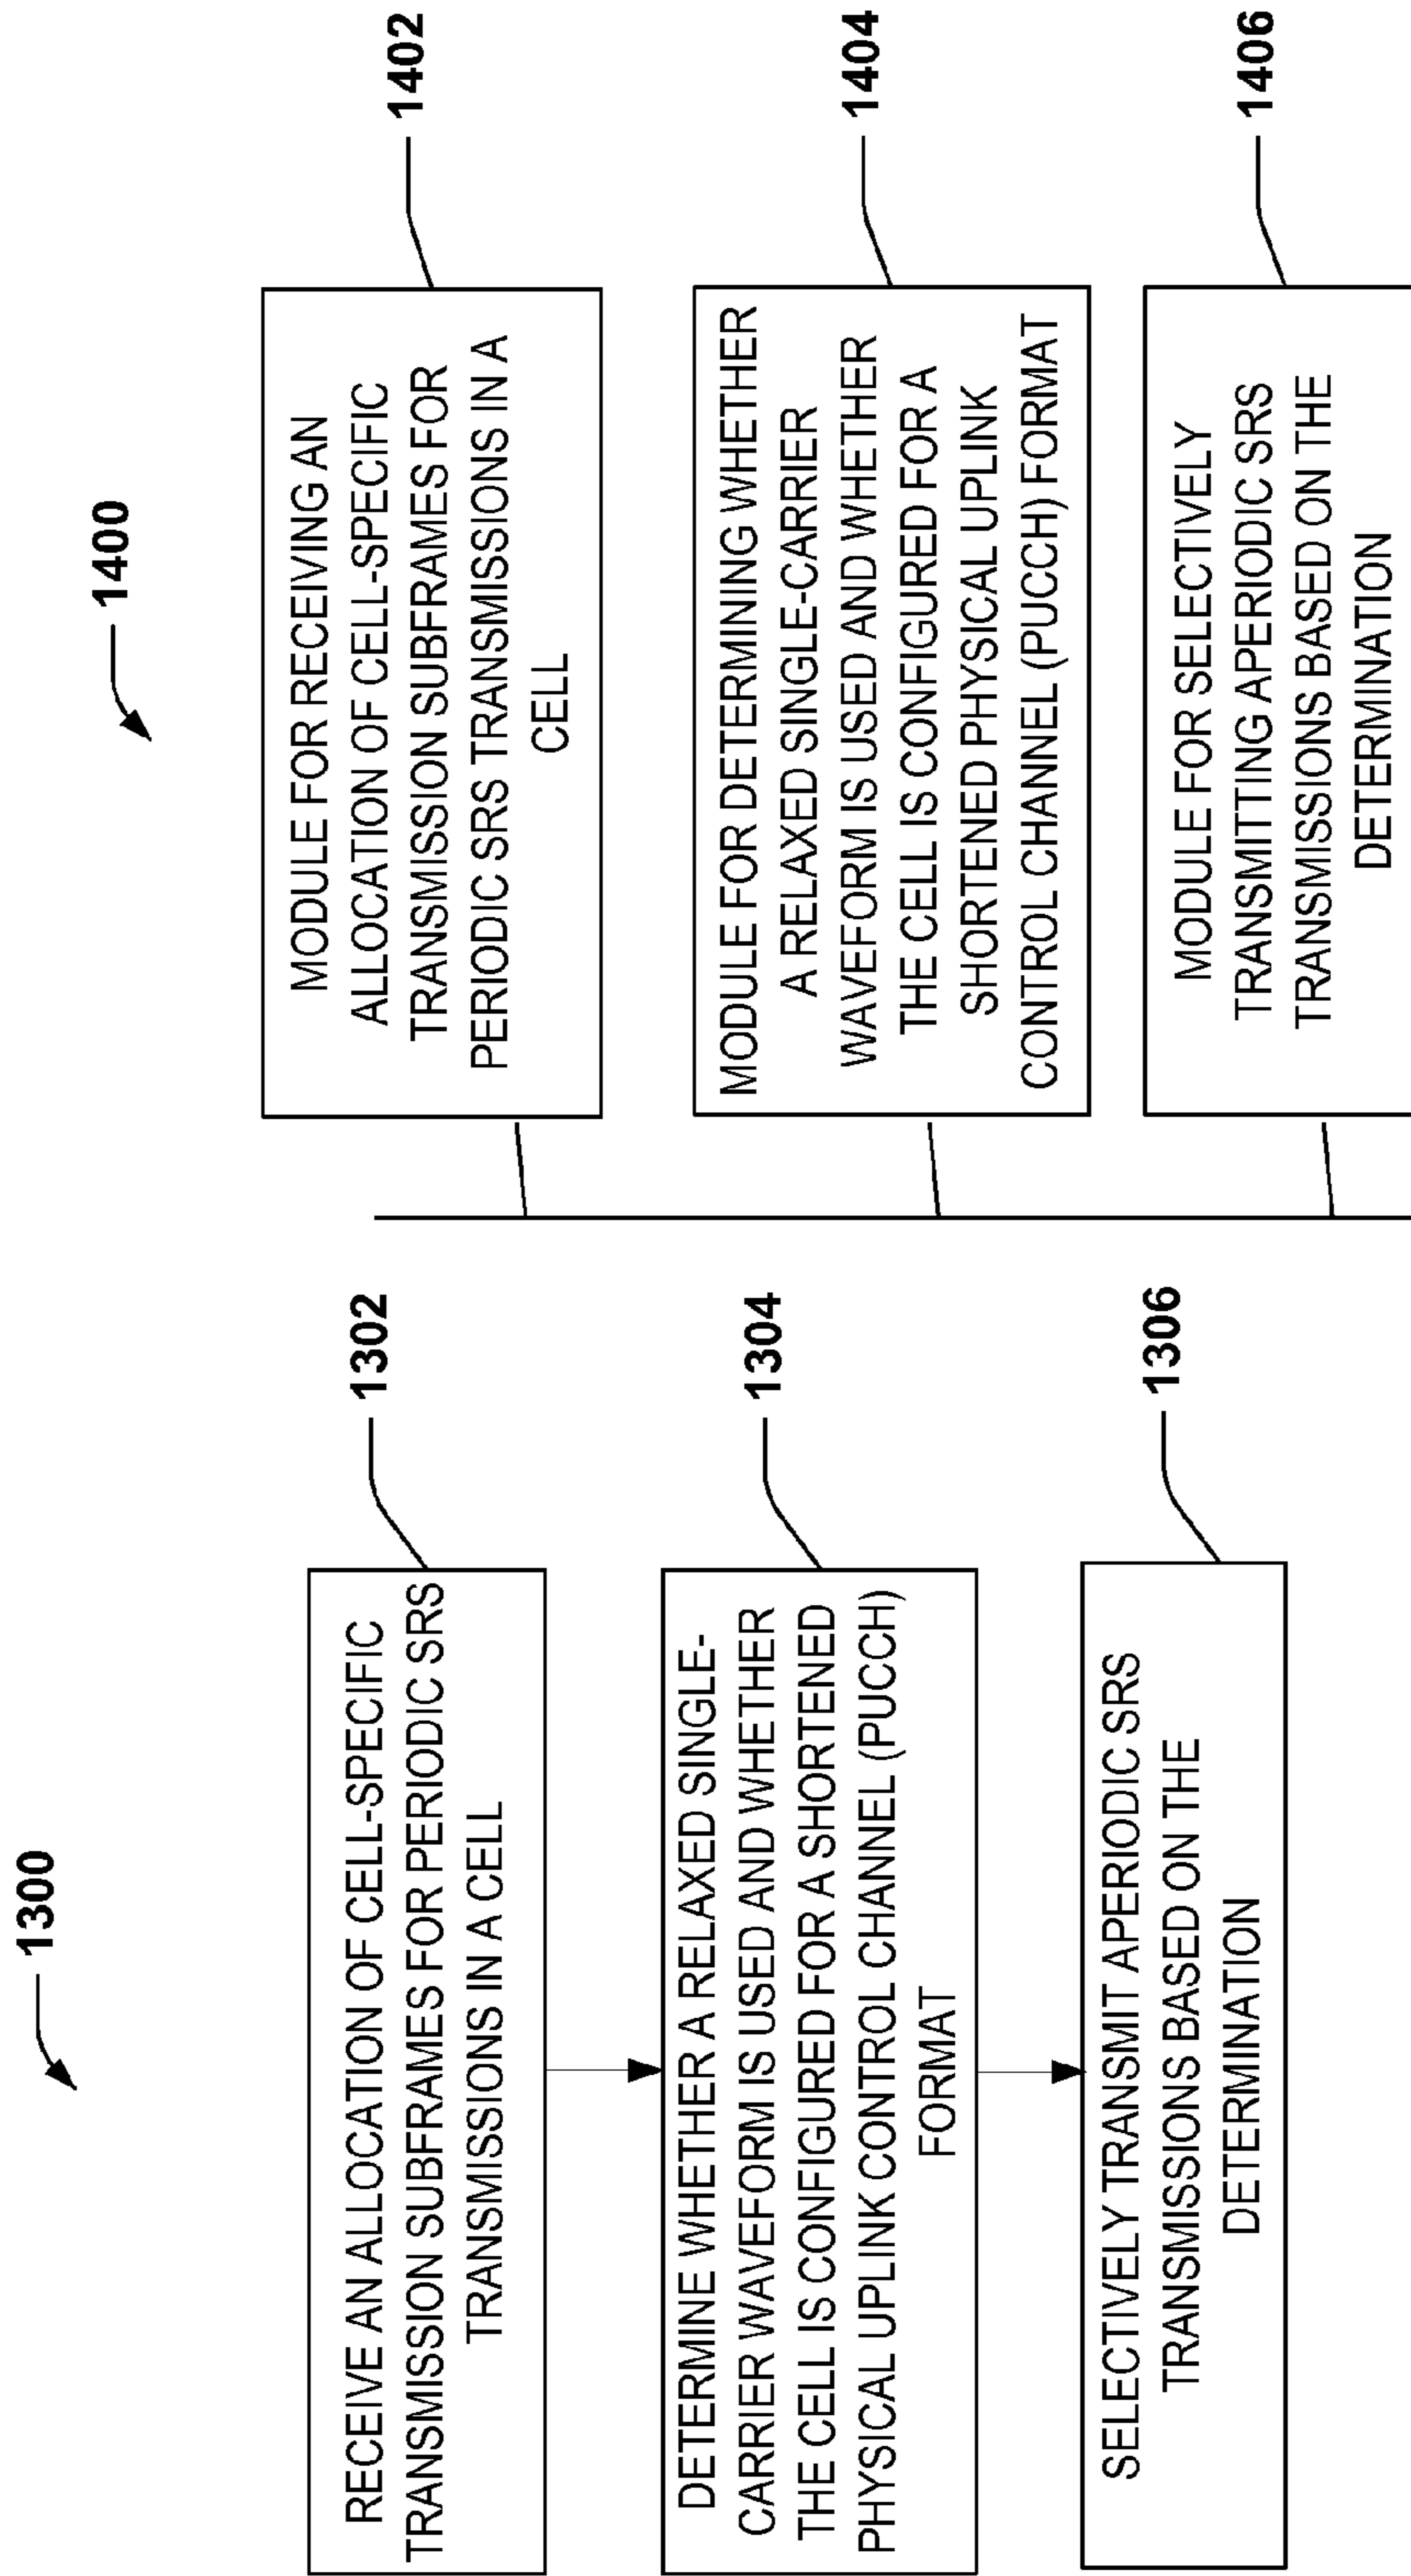 1300
RECEIVE AN ALLOCATION OF CELL-SPECIFIC
TRANSMISSION SUBFRAMES FOR PERIODIC SRS
TRANSMISSIONS IN A CELL
1302
DETERMINE WHETHER A RELAXED SINGLE-
CARRIER WAVEFORM IS USED AND WHETHER
THE CELL IS CONFIGURED FOR A SHORTENED
PHYSICAL UPLINK CONTROL CHANNEL (PUCCH)
FORMAT
1304
SELECTIVELY TRANSMIT APERIODIC SRS
TRANSMISSIONS BASED ON THE
DETERMINATION
1306
1400
MODULE FOR RECEIVING AN
ALLOCATION OF CELL-SPECIFIC
TRANSMISSION SUBFRAMES FOR
PERIODIC SRS TRANSMISSIONS IN A
CELL
1402
MODULE FOR DETERMINING WHETHER
A RELAXED SINGLE-CARRIER
WAVEFORM IS USED AND WHETHER
THE CELL IS CONFIGURED FOR A
SHORTENED PHYSICAL UPLINK
CONTROL CHANNEL (PUCCH) FORMAT
1404
MODULE FOR SELECTIVELY
TRANSMITTING APERIODIC SRS
TRANSMISSIONS BASED ON THE
DETERMINATION
1406